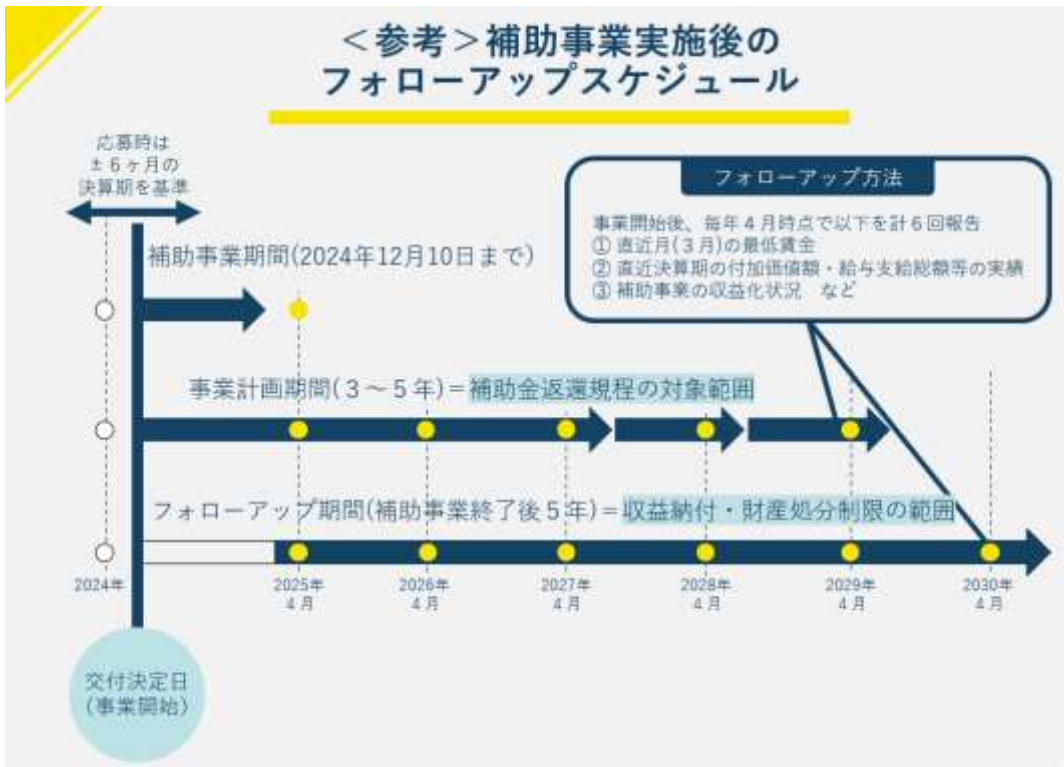 ＜参考＞補助事業実施後の
フォローアップスケジュール
応募時は
±６ヶ月の
決算期を基準
フォローアップ方法
事業開始後、毎年４月時点で以下を計６回報告
① 直近月(３月)の最低賃金
② 直近決算期の付加価値額・給与支給総額等の実績
③ 補助事業の収益化状況　など
補助事業期間(2024年12月10日まで)
事業計画期間(３～５年)＝補助金返還規程の対象範囲
フォローアップ期間(補助事業終了後５年)＝収益納付・財産処分制限の範囲
2024年
2025年
４月
2026年
４月
2027年
４月
2028年
４月
2029年
４月
2030年
４月
交付決定日
(事業開始)